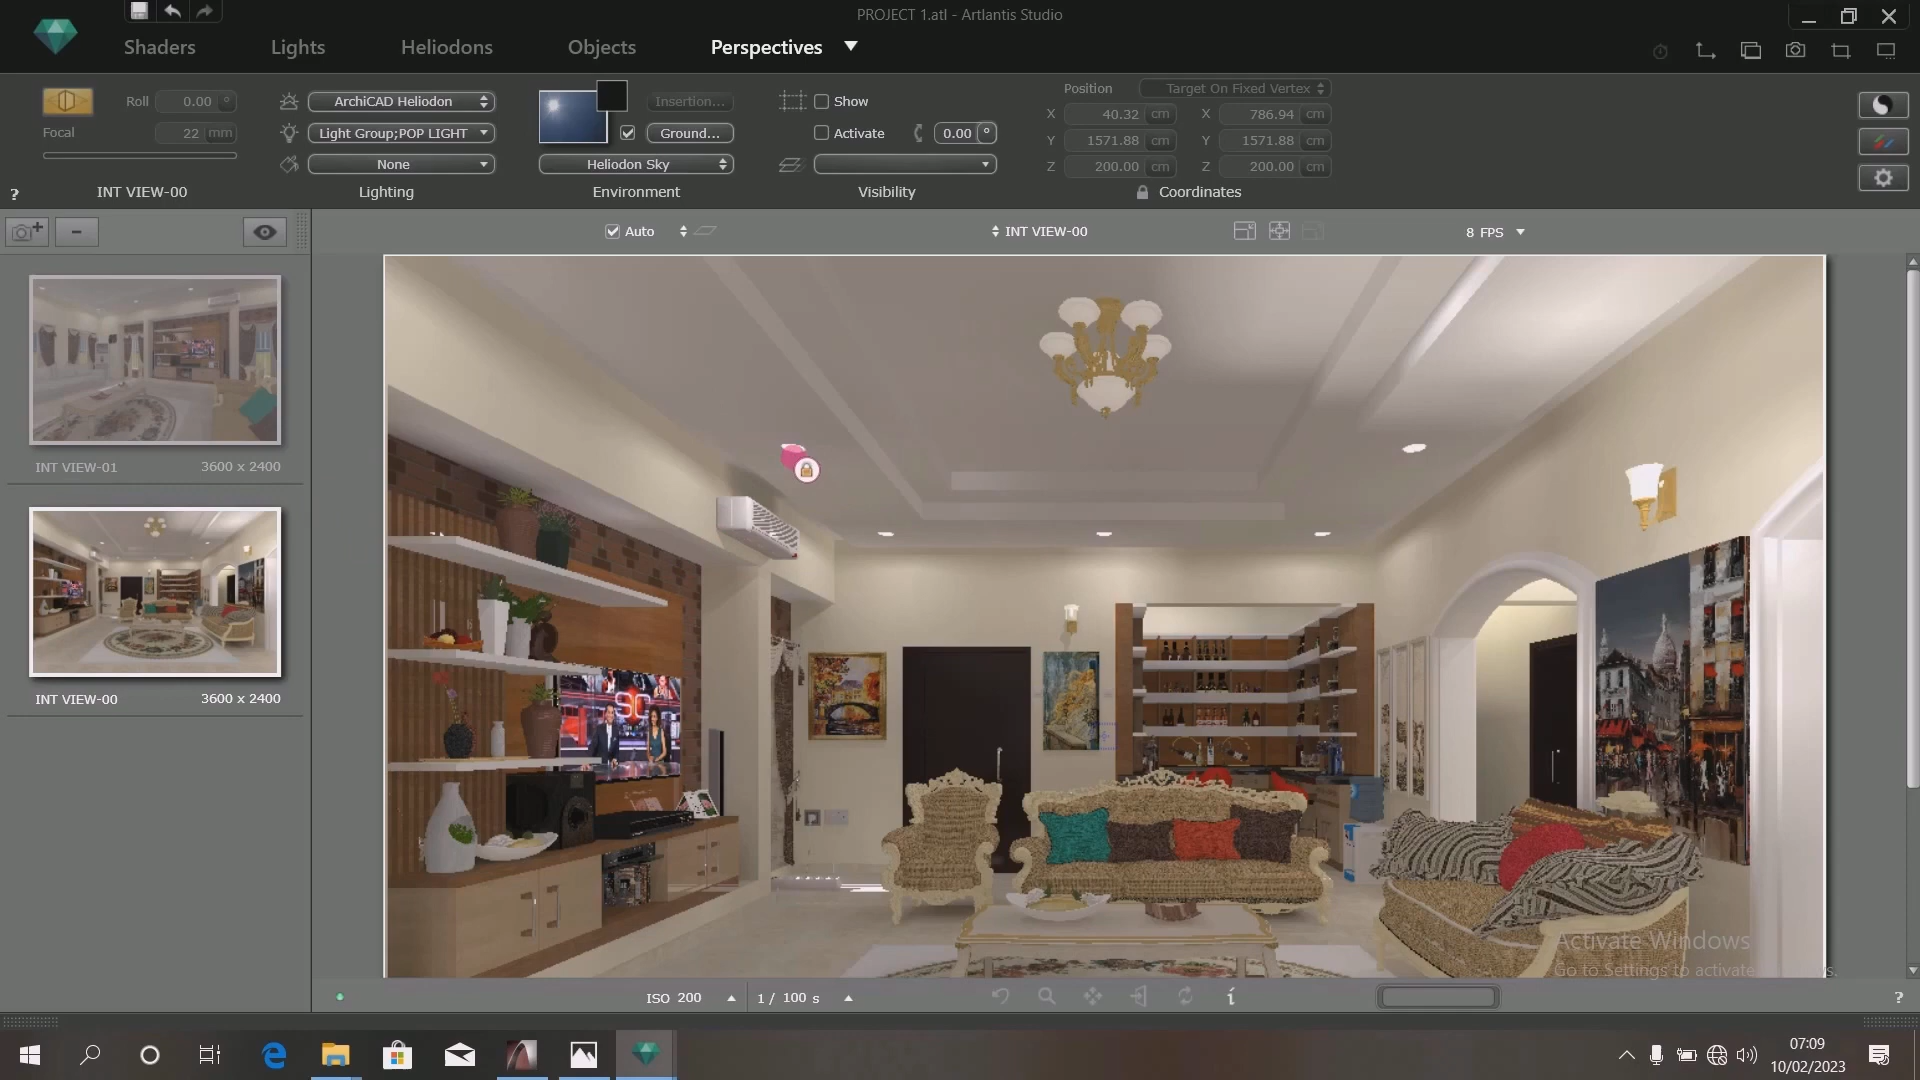 PROJECT 1.atl - Artlantis Studio
Shaders
Lights
Heliodons
Objects
Perspectives
Roll
0.00 °
Focal
22 mm
INT VIEW-00
?
ArchiCAD Heliodon
Light Group;POP LIGHT
None
Lighting
Insertion...
Ground...
Heliodon Sky
Environment
Show
Activate
0.00 °
Visibility
Position
Target On Fixed Vertex
X 40.32 cm X 786.94 cm
Y 1571.88 cm Y 1571.88 cm
Z 200.00 cm Z 200.00 cm
Coordinates
Auto
INT VIEW-00
8 FPS
INT VIEW-01 3600 x 2400
INT VIEW-00 3600 x 2400
SC
Activate Windows
Go to Settings to activate
ISO 200
1 / 100 s
i
?
07:09
10/02/2023